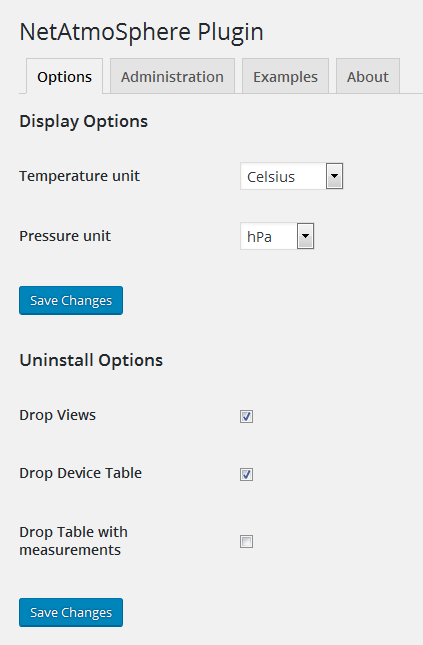 NetAtmoSphere Plugin
Options Administration Examples About
Display Options
Temperature unit Celsius
Pressure unit hPa
Save Changes
Uninstall Options
Drop Views
Drop Device Table
Drop Table with
measurements
Save Changes